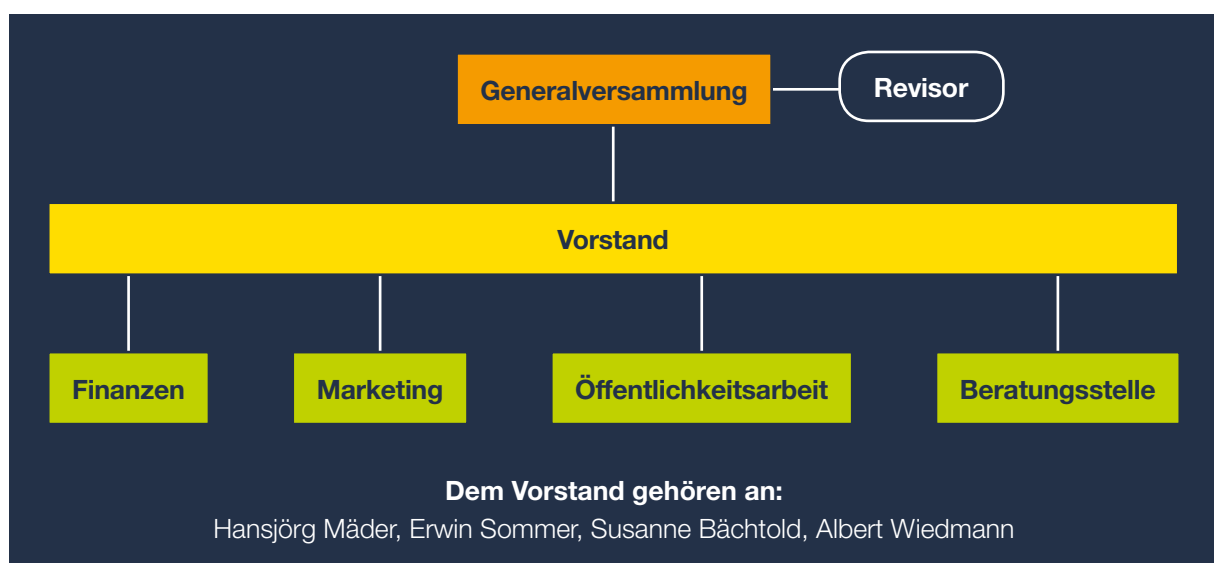 Generalversammlung
Revisor
Vorstand
Finanzen
Marketing
Öffentlichkeitsarbeit
Beratungsstelle
Dem Vorstand gehören an:
Hansjörg Mäder, Erwin Sommer, Susanne Bächtold, Albert Wiedmann